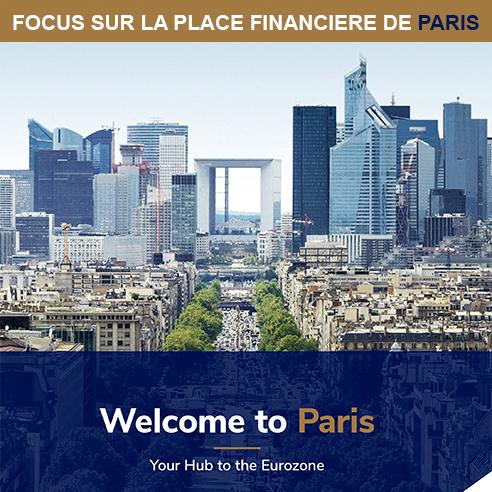 FOCUS SUR LA PLACE FINANCIERE DE PARIS
Welcome to Paris
Your Hub to the Eurozone